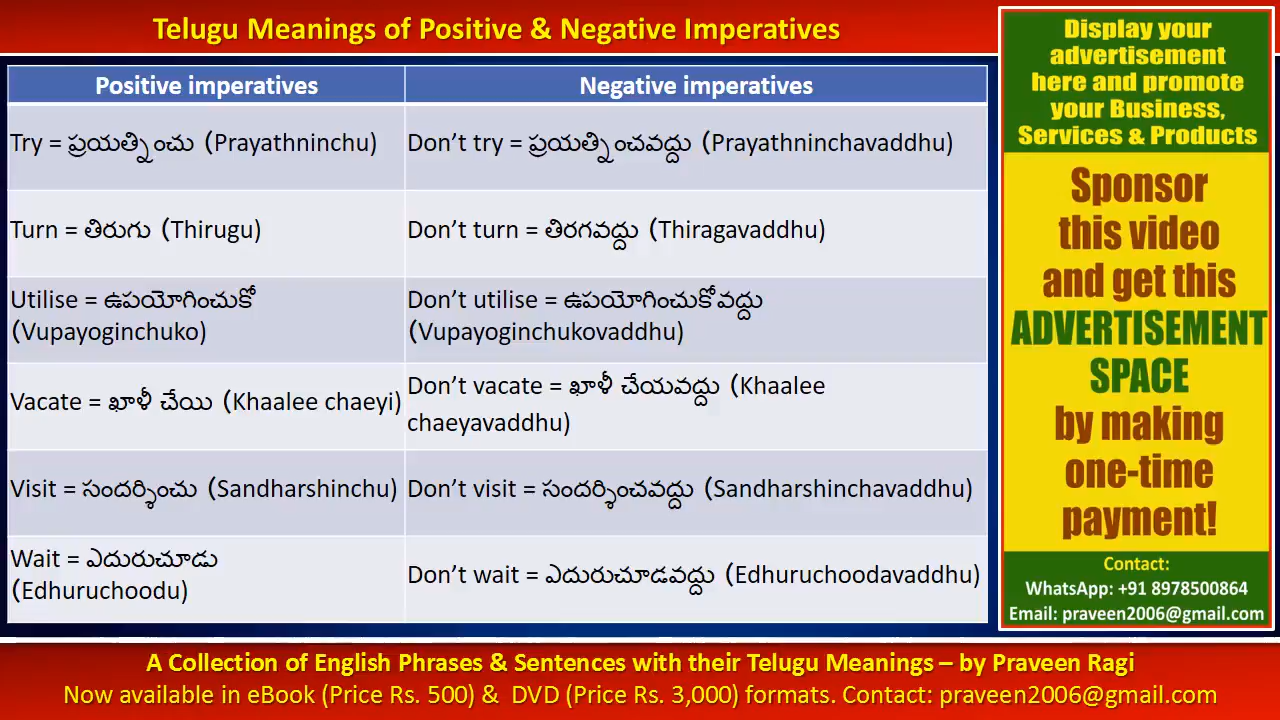 Telugu Meanings of Positive & Negative Imperatives
Positive imperatives
Negative imperatives
Try = ప్రయత్నించు (Prayathninchu)
Don’t try = ప్రయత్నించవద్దు (Prayathninchavaddhu)
Turn = తిరుగు (Thirugu)
Don’t turn = తిరగవద్దు (Thiragavaddhu)
Utilise = ఉపయోగించుకో
(Vupayoginchuko)
Don’t utilise = ఉపయోగించుకోవద్దు
(Vupayoginchukovaddhu)
Vacate = ఖాళీ చేయి (Khaalee chaeyi)
Don’t vacate = ఖాళీ చేయవద్దు (Khaalee
chaeyavaddhu)
Visit = సందర్శించు (Sandharshinchu)
Don’t visit = సందర్శించవద్దు (Sandharshinchavaddhu)
Wait = ఎదురుచూడు
(Edhuruchoodu)
Don’t wait = ఎదురుచూడవద్దు (Edhuruchoodavaddhu)
Display your
advertisement
here and promote
your Business,
Services & Products
Sponsor
this video
and get this
ADVERTISEMENT
SPACE
by making
one-time
payment!
Contact:
WhatsApp: +91 8978500864
Email: praveen2006@gmail.com
A Collection of English Phrases & Sentences with their Telugu Meanings – by Praveen Ragi
Now available in eBook (Price Rs. 500) & DVD (Price Rs. 3,000) formats. Contact: praveen2006@gmail.com